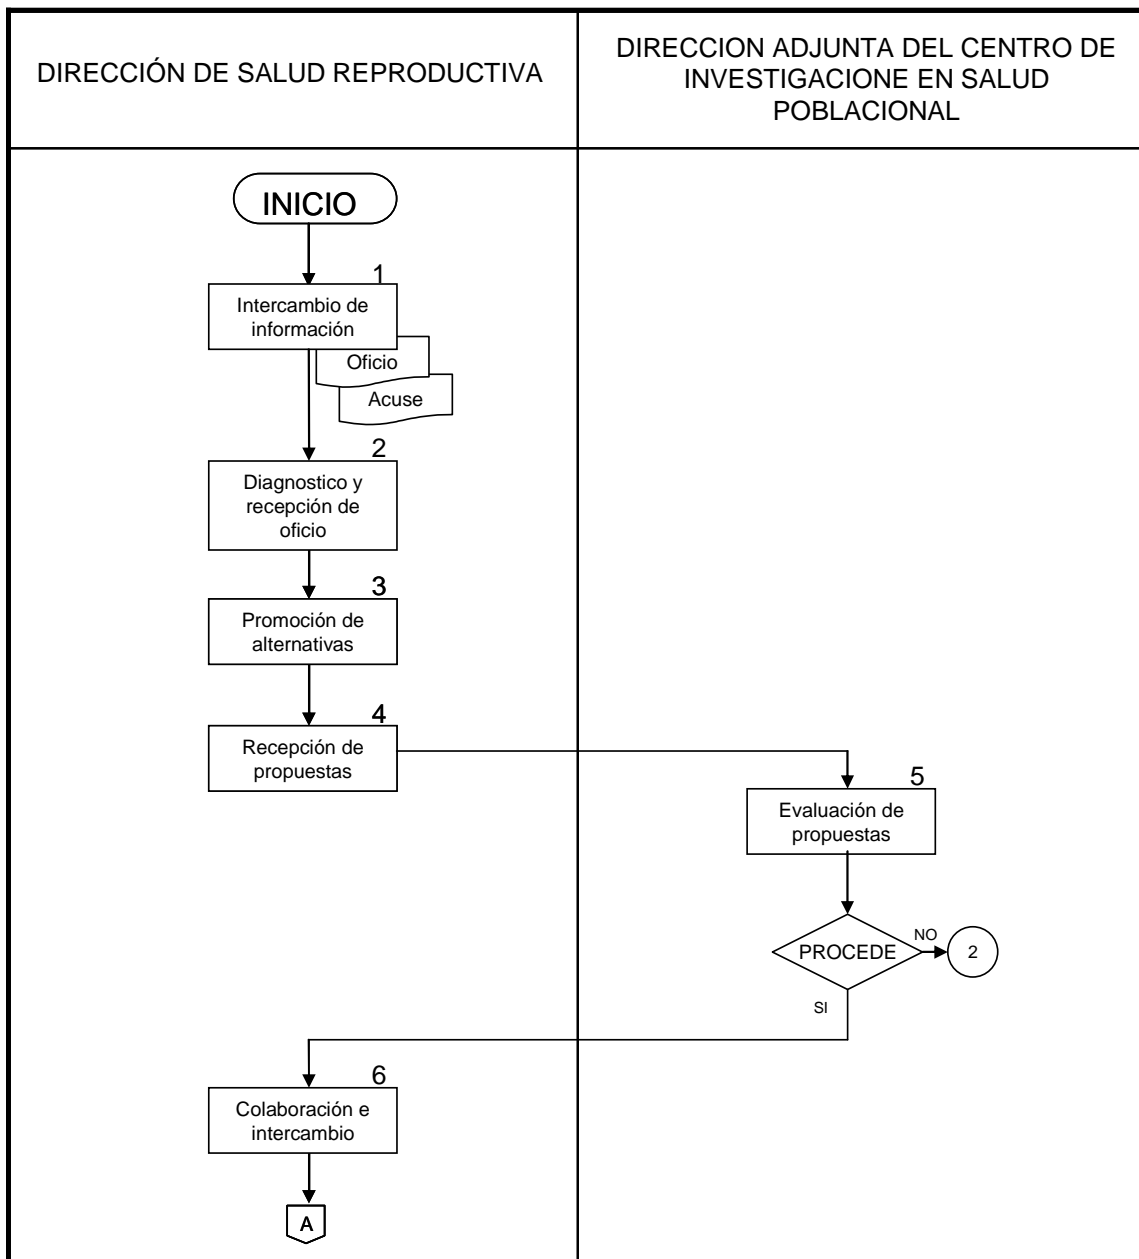 DIRECCIÓN DE SALUD REPRODUCTIVA
DIRECCION ADJUNTA DEL CENTRO DE
INVESTIGACIONE EN SALUD
POBLACIONAL
INICIO
1
Intercambio de
información
Oficio
Acuse
2
Diagnostico y
recepción de
oficio
3
Promoción de
alternativas
4
Recepción de
propuestas
5
Evaluación de
propuestas
PROCEDE
NO
2
SI
6
Colaboración e
intercambio
A